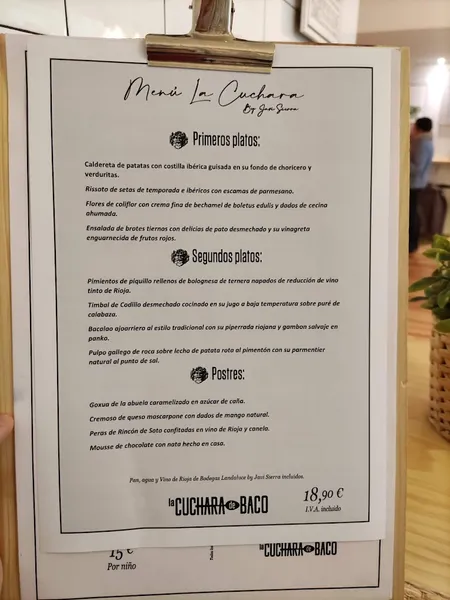 Menú La Cuchara
By Javi Sierra
Primeros platos:
Caldereta de patatas con costilla ibérica guisada en su fondo de choricero y
verduritas.
Rissoto de setas de temporada e ibéricos con escamas de parmesano.
Flores de coliflor con crema fina de bechamel de boletus edulis y dados de cecina
ahumada.
Ensalada de brotes tiernos con delicias de pato desmechado y su vinagreta
enguarnecida de frutos rojos.
Segundos platos:
Pimientos de piquillo rellenos de bolognesa de ternera napados de reducción de vino
tinto de Rioja.
Timbal de Codillo desmechado cocinado en su jugo a baja temperatura sobre puré de
calabaza.
Bacalao ajoarriero al estilo tradicional con su piperrada riojana y gambon salvaje en
panko.
Pulpo gallego de roca sobre lecho de patata rota al pimentón con su parmentier
natural al punto de sal.
Postres:
Goxua de la abuela caramelizado en azúcar de caña.
Cremoso de queso mascarpone con dados de mango natural.
Peras de Rincón de Soto confitadas en vino de Rioja y canela.
Mousse de chocolate con nata hecho en casa.
Pan, agua y Vino de Rioja de Bodegas Landaluce by Javi Sierra incluidos.
la CUCHARA de BACO
18,90 €
I.V.A. incluido
15 €
Por niño
la CUCHARA de BACO